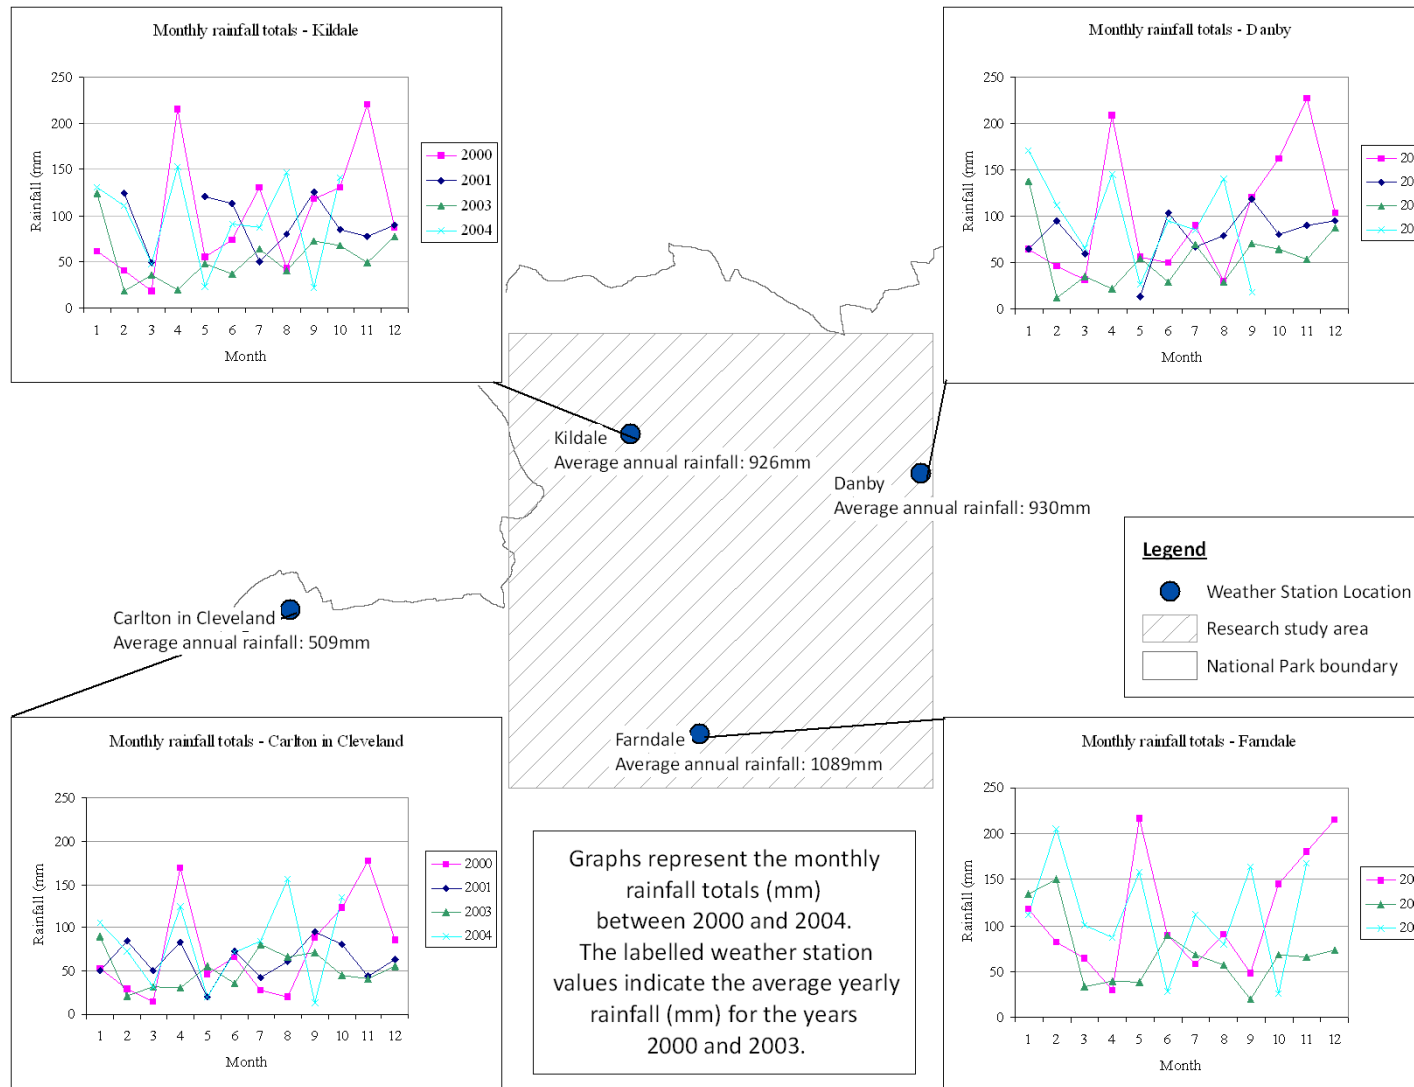 Monthly rainfall totals - Kildale
Rainfall (mm
250
200
150
100
50
0
1 2 3 4 5 6 7 8 9 10 11 12
Month
2000
2001
2003
2004
Monthly rainfall totals - Danby
Rainfall (mm
250
200
150
100
50
0
1 2 3 4 5 6 7 8 9 10 11 12
Month
20
20
20
20
Kildale
Average annual rainfall: 926mm
Danby
Average annual rainfall: 930mm
Carlton in Cleveland
Average annual rainfall: 509mm
Farndale
Average annual rainfall: 1089mm
Legend
Weather Station Location
Research study area
National Park boundary
Monthly rainfall totals - Carlton in Cleveland
Rainfall (mm
250
200
150
100
50
0
1 2 3 4 5 6 7 8 9 10 11 12
Month
2000
2001
2003
2004
Graphs represent the monthly
rainfall totals (mm)
between 2000 and 2004.
The labelled weather station
values indicate the average yearly
rainfall (mm) for the years
2000 and 2003.
Monthly rainfall totals - Farndale
Rainfall (mm
250
200
150
100
50
0
1 2 3 4 5 6 7 8 9 10 11 12
Month
20
20
20